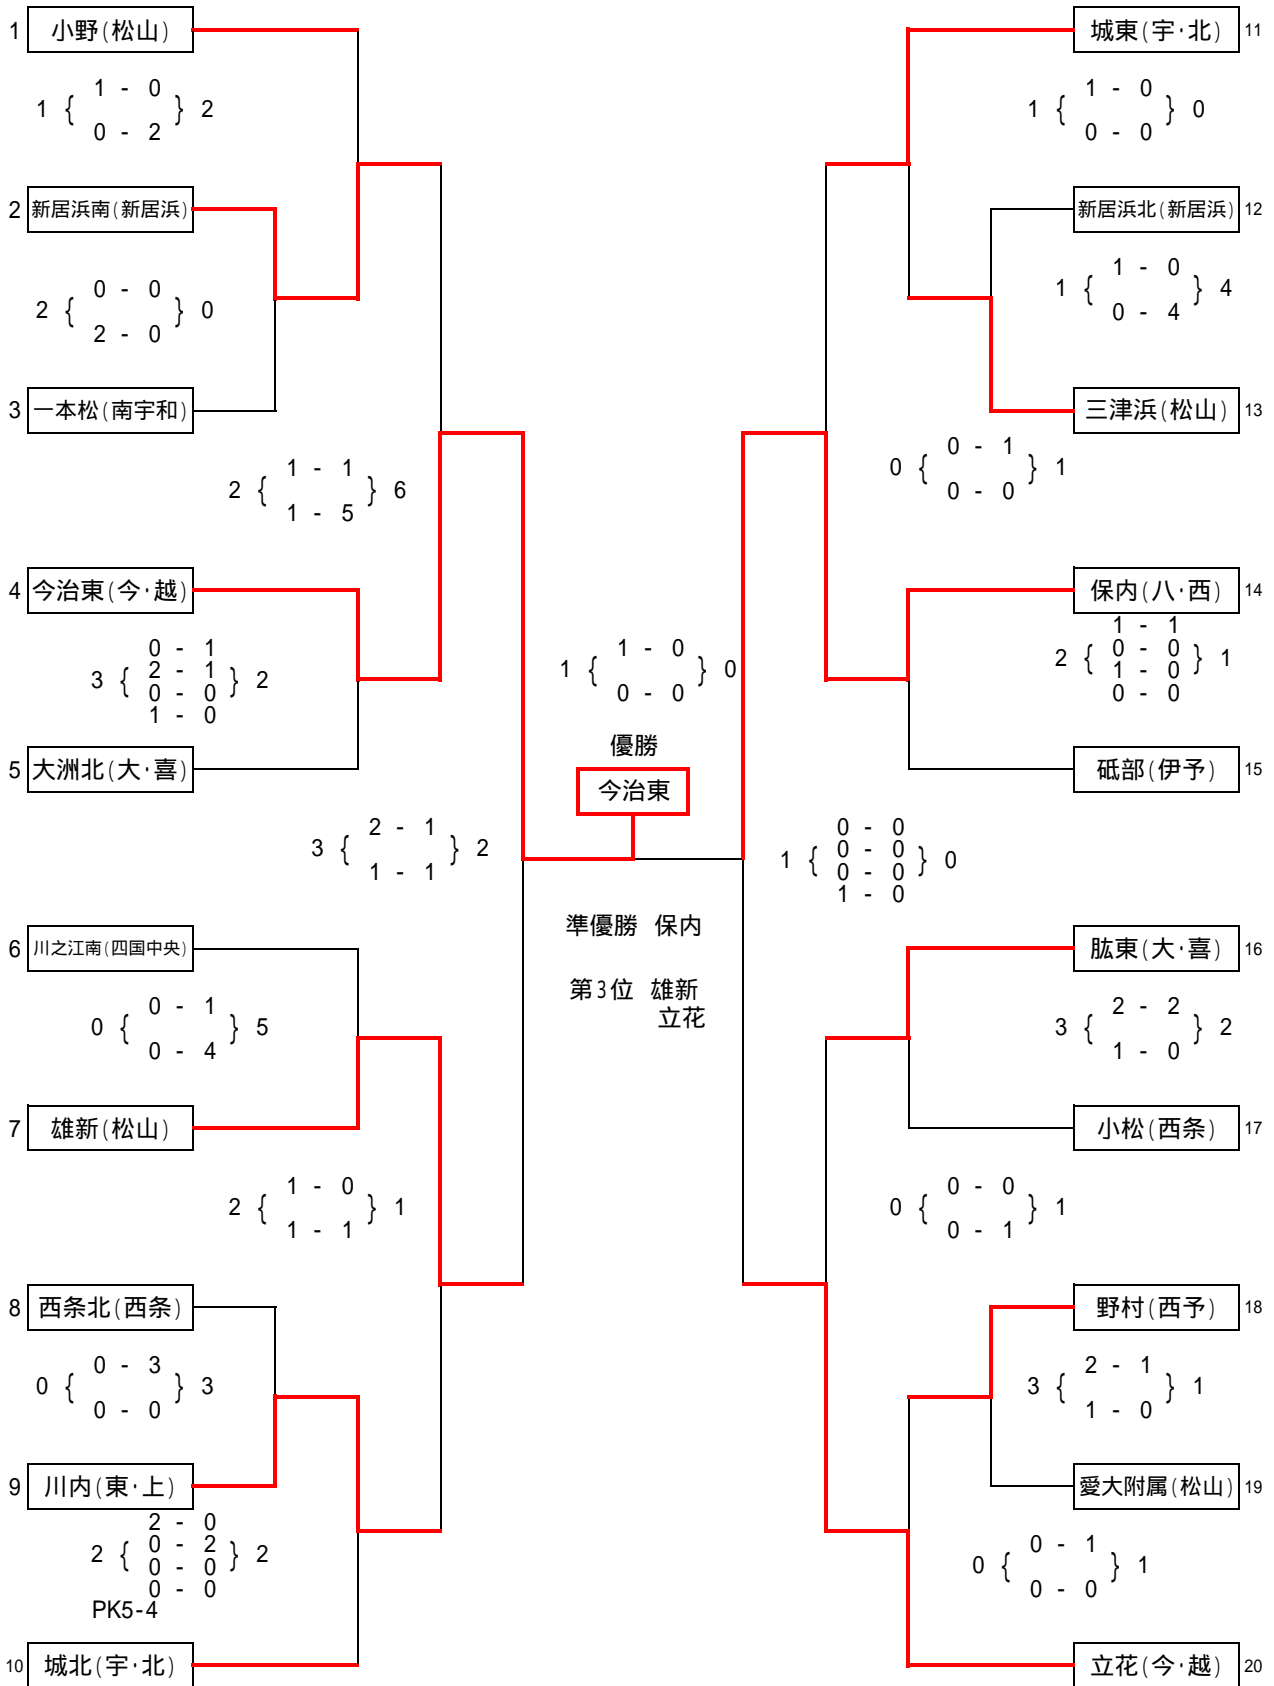 1 小野(松山)
1 { 1 - 0
0 - 2 } 2
2 新居浜南(新居浜)
2 { 0 - 0
2 - 0 } 0
3 一本松(南宇和)
2 { 1 - 1
1 - 5 } 6
4 今治東(今・越)
3 { 0 - 1
2 - 1
0 - 0
1 - 0 } 2
5 大洲北(大・喜)
3 { 2 - 1
1 - 1 } 2
6 川之江南(四国中央)
0 { 0 - 1
0 - 4 } 5
7 雄新(松山)
2 { 1 - 0
1 - 1 } 1
8 西条北(西条)
0 { 0 - 3
0 - 0 } 3
9 川内(東・上)
2 { 2 - 0
0 - 2
0 - 0
0 - 0 } 2
PK5-4
10 城北(宇・北)
1 { 1 - 0
0 - 0 } 0
優勝
今治東
準優勝 保内
第3位 雄新
立花
城東(宇・北) 11
1 { 1 - 0
0 - 0 } 0
新居浜北(新居浜) 12
1 { 1 - 0
0 - 4 } 4
三津浜(松山) 13
0 { 0 - 1
0 - 0 } 1
保内(八・西) 14
2 { 1 - 1
0 - 0
1 - 0
0 - 0 } 1
砥部(伊予) 15
1 { 0 - 0
0 - 0
0 - 0
1 - 0 } 0
肱東(大・喜) 16
3 { 2 - 2
1 - 0 } 2
小松(西条) 17
0 { 0 - 0
0 - 1 } 1
野村(西予) 18
3 { 2 - 1
1 - 0 } 1
愛大附属(松山) 19
0 { 0 - 1
0 - 0 } 1
立花(今・越) 20